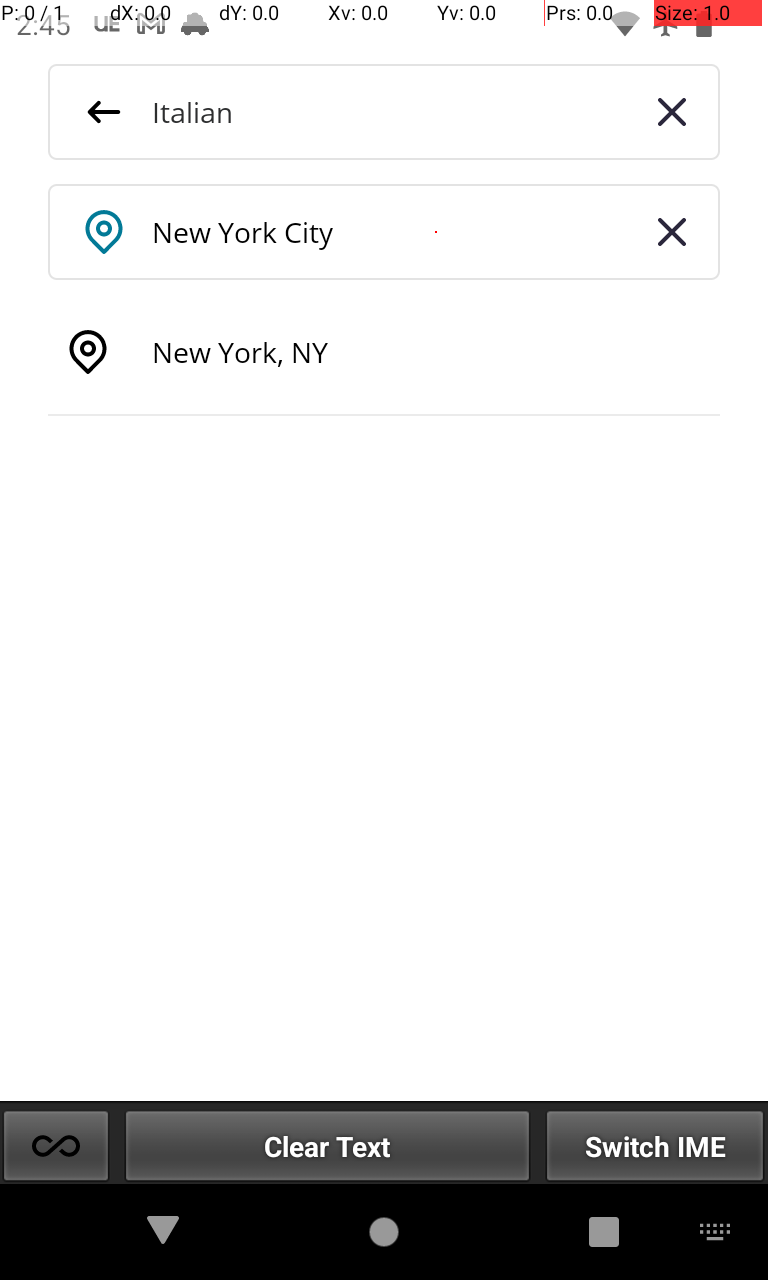 P: 0 / 1 dX: 0.0 dY: 0.0 Xv: 0.0 Yv: 0.0 Prs: 0.0 Size: 1.0
2:45 UE
Italian
New York City
New York, NY
Clear Text Switch IME